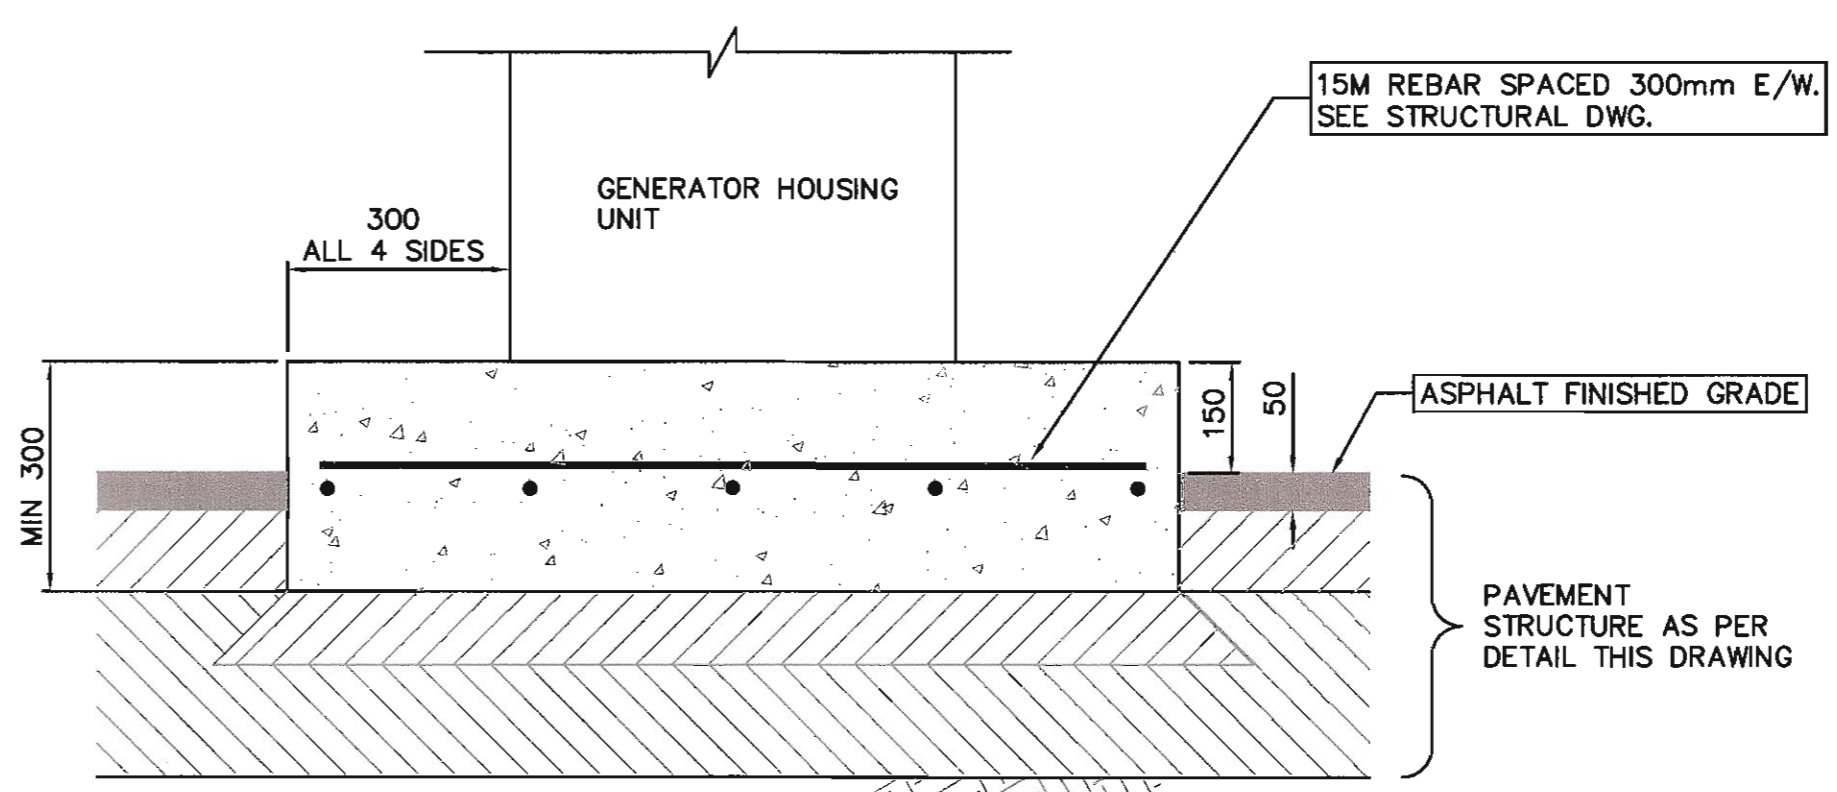 15M REBAR SPACED 300mm E/W.
SEE STRUCTURAL DWG.
GENERATOR HOUSING
UNIT
300
ALL 4 SIDES
MIN 300
150
50
ASPHALT FINISHED GRADE
PAVEMENT
STRUCTURE AS PER
DETAIL THIS DRAWING